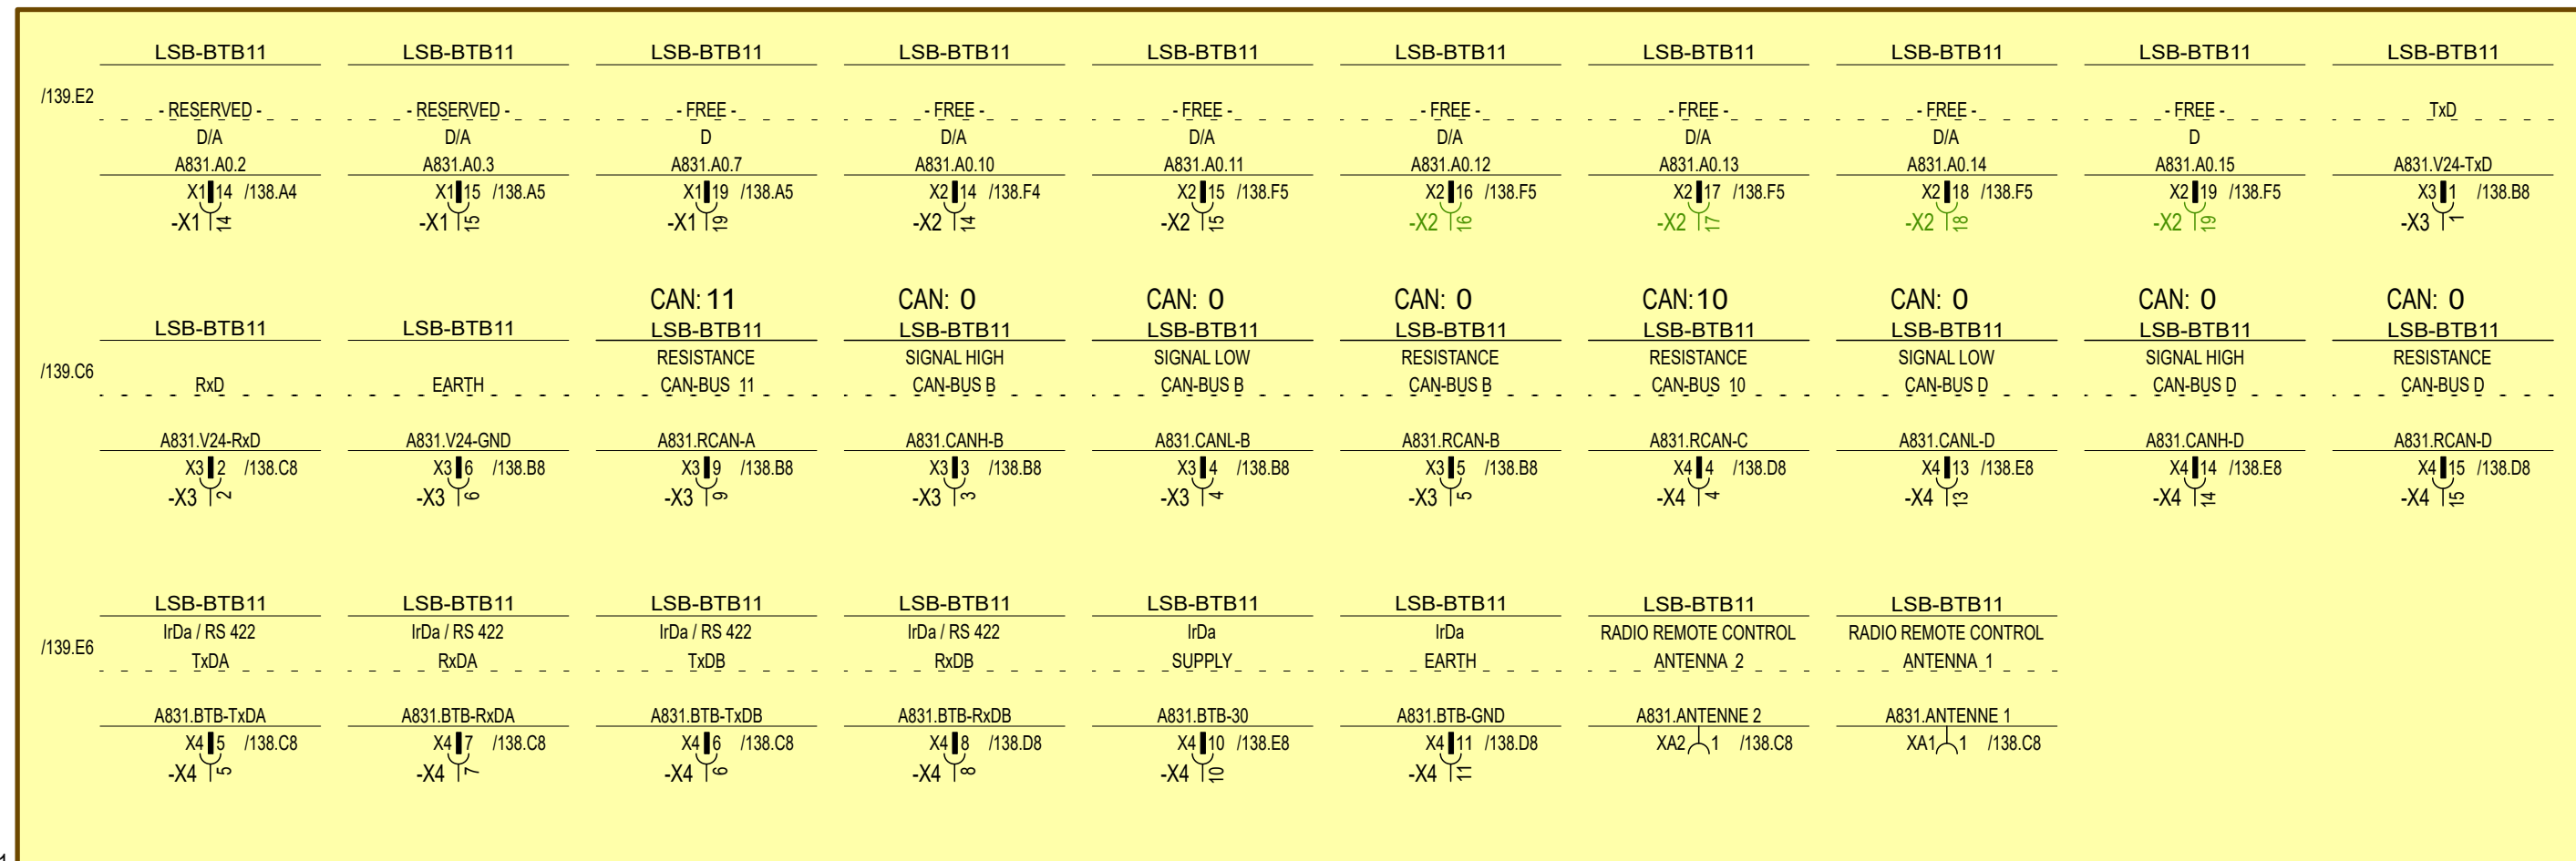 LSB-BTB11 LSB-BTB11 LSB-BTB11 LSB-BTB11 LSB-BTB11 LSB-BTB11 LSB-BTB11 LSB-BTB11 LSB-BTB11 LSB-BTB11
/139.E2
- RESERVED - - RESERVED - - FREE - - FREE - - FREE - - FREE - - FREE - - FREE - - FREE - TxD
D/A D/A D D/A D/A D/A D/A D/A D
A831.A0.2 A831.A0.3 A831.A0.7 A831.A0.10 A831.A0.11 A831.A0.12 A831.A0.13 A831.A0.14 A831.A0.15 A831.V24-TxD
X1 14 /138.A4 X1 15 /138.A5 X1 19 /138.A5 X2 14 /138.F4 X2 15 /138.F5 X2 16 /138.F5 X2 17 /138.F5 X2 18 /138.F5 X2 19 /138.F5 X3 1 /138.B8
-X1 14 -X1 15 -X1 19 -X2 14 -X2 15 -X2 16 -X2 17 -X2 18 -X2 19 -X3 1
CAN: 11 CAN: 0 CAN: 0 CAN: 0 CAN: 10 CAN: 0 CAN: 0 CAN: 0
LSB-BTB11 LSB-BTB11 LSB-BTB11 LSB-BTB11 LSB-BTB11 LSB-BTB11 LSB-BTB11 LSB-BTB11 LSB-BTB11 LSB-BTB11
RESISTANCE SIGNAL HIGH SIGNAL LOW RESISTANCE RESISTANCE SIGNAL LOW SIGNAL HIGH RESISTANCE
/139.C6
RxD EARTH CAN-BUS 11 CAN-BUS B CAN-BUS B CAN-BUS B CAN-BUS 10 CAN-BUS D CAN-BUS D CAN-BUS D
A831.V24-RxD A831.V24-GND A831.RCAN-A A831.CANH-B A831.CANL-B A831.RCAN-B A831.RCAN-C A831.CANL-D A831.CANH-D A831.RCAN-D
X3 2 /138.C8 X3 6 /138.B8 X3 9 /138.B8 X3 3 /138.B8 X3 4 /138.B8 X3 5 /138.B8 X4 4 /138.D8 X4 13 /138.E8 X4 14 /138.E8 X4 15 /138.D8
-X3 2 -X3 6 -X3 9 -X3 3 -X3 4 -X3 5 -X4 4 -X4 13 -X4 14 -X4 15
LSB-BTB11 LSB-BTB11 LSB-BTB11 LSB-BTB11 LSB-BTB11 LSB-BTB11 LSB-BTB11 LSB-BTB11
IrDa / RS 422 IrDa / RS 422 IrDa / RS 422 IrDa / RS 422 IrDa IrDa RADIO REMOTE CONTROL RADIO REMOTE CONTROL
/139.E6
TxDA RxDA TxDB RxDB SUPPLY EARTH ANTENNA 2 ANTENNA 1
A831.BTB-TxDA A831.BTB-RxDA A831.BTB-TxDB A831.BTB-RxDB A831.BTB-30 A831.BTB-GND A831.ANTENNE 2 A831.ANTENNE 1
X4 5 /138.C8 X4 7 /138.C8 X4 6 /138.C8 X4 8 /138.D8 X4 10 /138.E8 X4 11 /138.D8 XA2 1 /138.C8 XA1 1 /138.C8
-X4 5 -X4 7 -X4 6 -X4 8 -X4 10 -X4 11